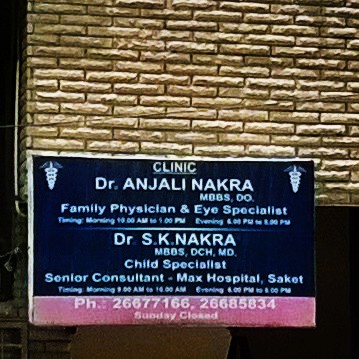 CLINIC
Dr. ANJALI NAKRA
MBBS, DO.
Family Physician & Eye Specialist
Timing: Morning 10.00 AM to 1.00 PM Evening 6.00 PM to 8.00 PM
Dr. S.K.NAKRA
MBBS, DCH, MD.
Child Specialist
Senior Consultant - Max Hospital, Saket
Timing: Morning 9.00 AM to 10.00 AM Evening 6.00 PM to 8.00 PM
Ph.: 26677166, 26685834
Sunday Closed